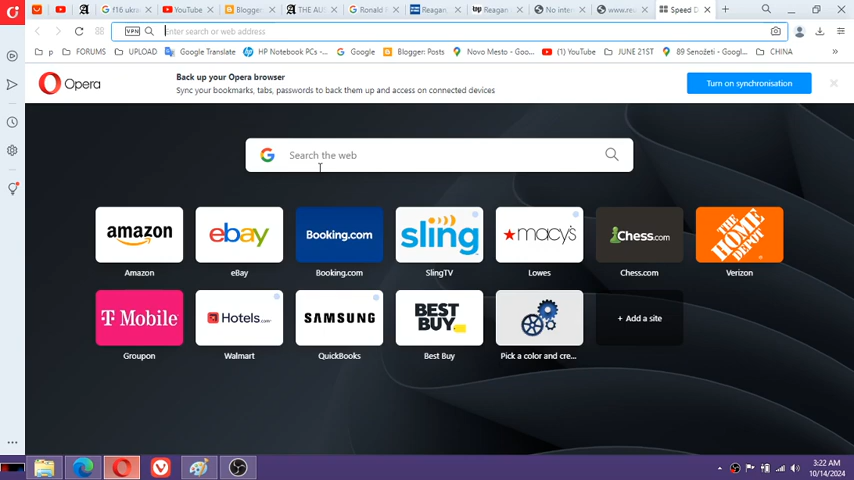 f16 ukra
YouTube
Blogger:
THE AUS
Ronald
Reagan,
Reagan
No inter
www.rea
Speed D
VPN
Enter search or web address
p
FORUMS
UPLOAD
Google Translate
HP Notebook PCs -...
Google
Blogger: Posts
Novo Mesto - Goo...
(1) YouTube
JUNE 21ST
89 Senožeti - Googl...
CHINA
Opera
Back up your Opera browser
Sync your bookmarks, tabs, passwords to back them up and access on connected devices
Turn on synchronisation
Search the web
amazon
ebay
Booking.com
sling
macy's
Chess.com
THE HOME DEPOT
Amazon
eBay
Booking.com
SlingTV
Lowes
Chess.com
Verizon
T Mobile
Hotels.com
SAMSUNG
BEST BUY
+ Add a site
Groupon
Walmart
QuickBooks
Best Buy
Pick a color and cre...
3:22 AM
10/14/2024